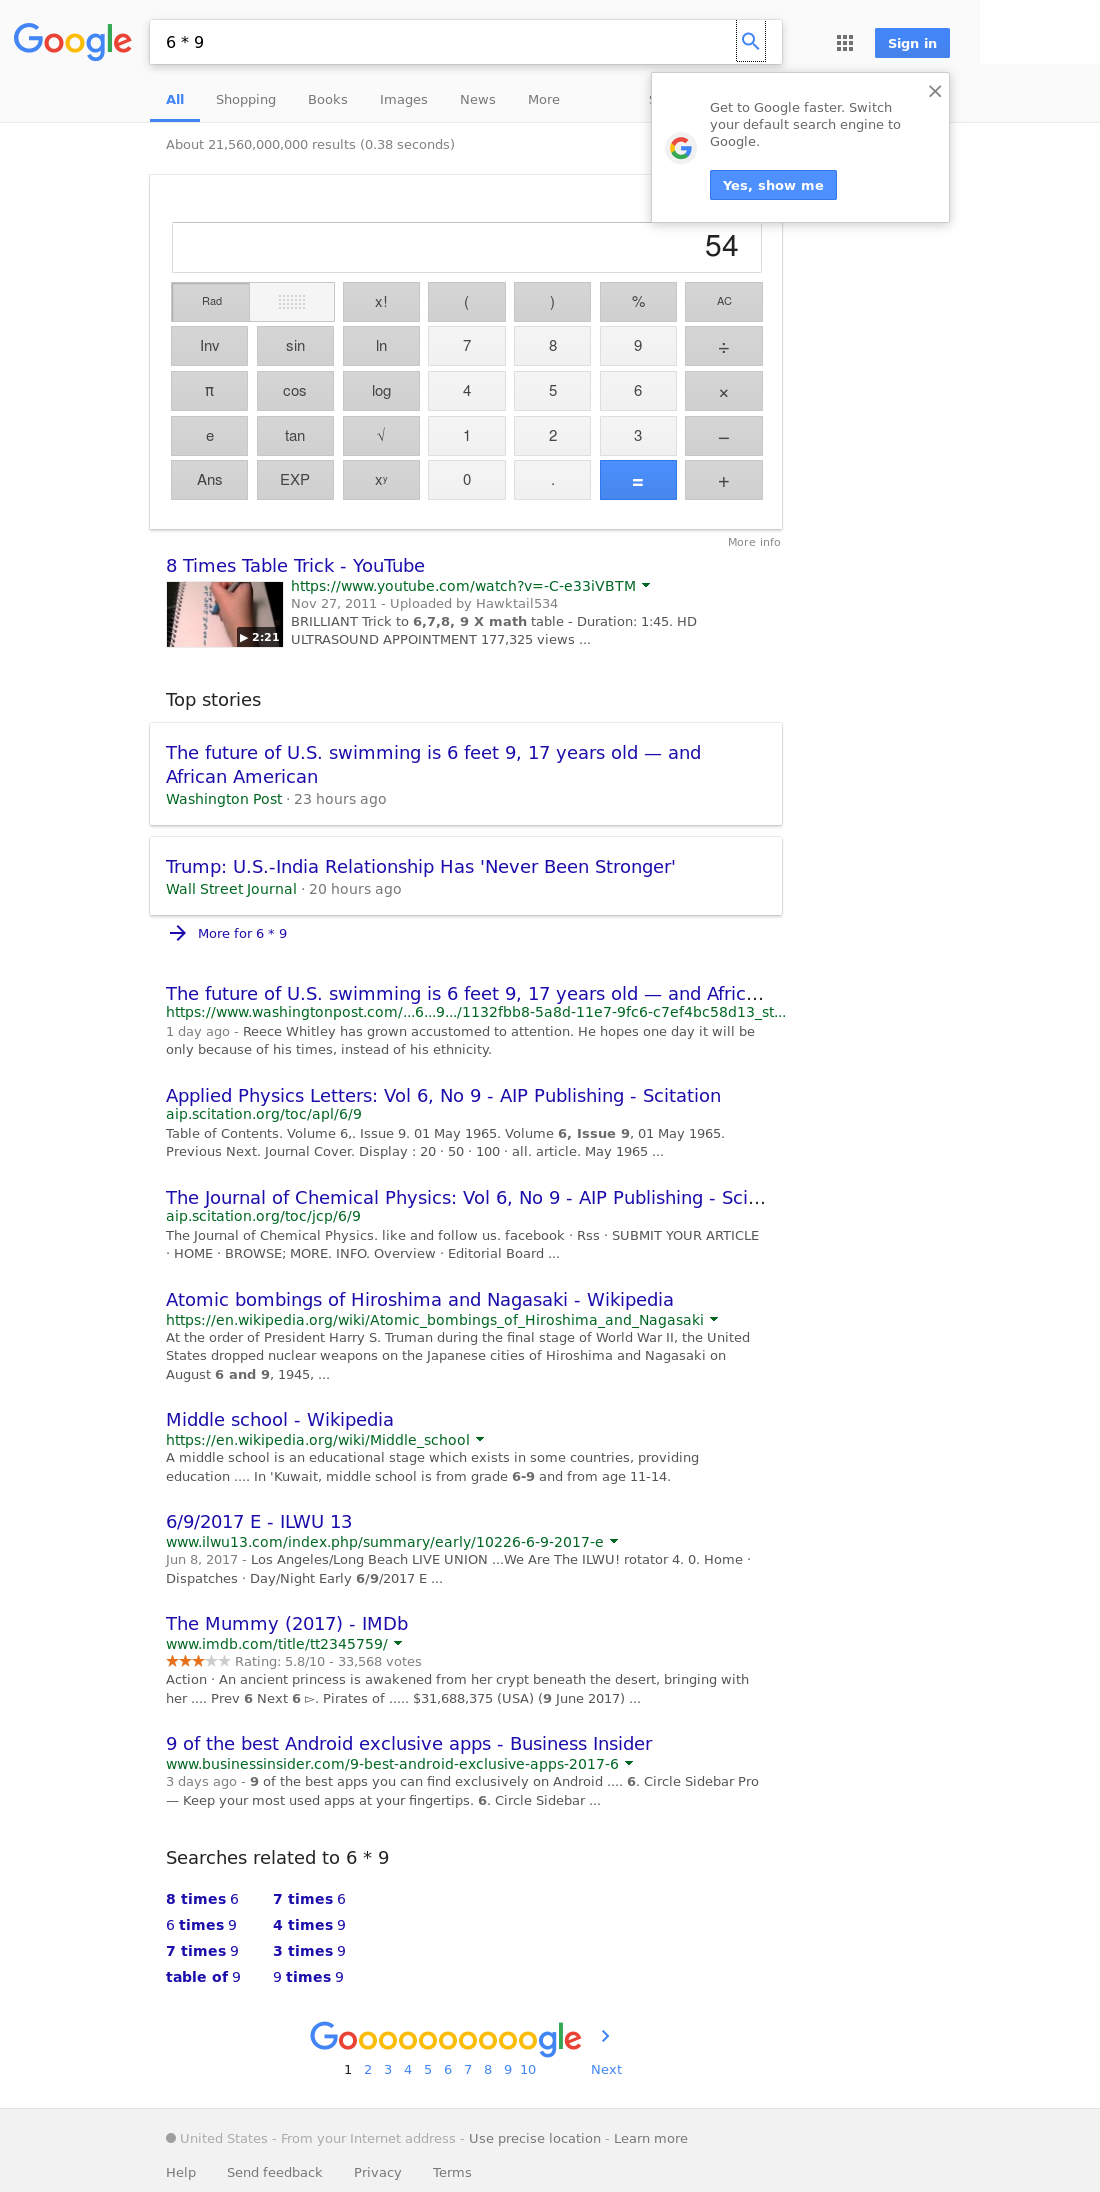 Google
6 * 9
Sign in
All Shopping Books Images News More
Get to Google faster. Switch
your default search engine to
Google.
Yes, show me
About 21,560,000,000 results (0.38 seconds)
54
Rad x! ( ) % AC
Inv sin ln 7 8 9 ÷
π cos log 4 5 6 ×
e tan √ 1 2 3 −
Ans EXP xʸ 0 . = +
More info
8 Times Table Trick - YouTube
https://www.youtube.com/watch?v=-C-e33iVBTM
Nov 27, 2011 - Uploaded by Hawktail534
BRILLIANT Trick to 6,7,8, 9 X math table - Duration: 1:45. HD
ULTRASOUND APPOINTMENT 177,325 views ...
2:21
Top stories
The future of U.S. swimming is 6 feet 9, 17 years old — and
African American
Washington Post · 23 hours ago
Trump: U.S.-India Relationship Has 'Never Been Stronger'
Wall Street Journal · 20 hours ago
More for 6 * 9
The future of U.S. swimming is 6 feet 9, 17 years old — and Afric...
https://www.washingtonpost.com/...6...9.../1132fbb8-5a8d-11e7-9fc6-c7ef4bc58d13_st...
1 day ago - Reece Whitley has grown accustomed to attention. He hopes one day it will be
only because of his times, instead of his ethnicity.
Applied Physics Letters: Vol 6, No 9 - AIP Publishing - Scitation
aip.scitation.org/toc/apl/6/9
Table of Contents. Volume 6,. Issue 9. 01 May 1965. Volume 6, Issue 9, 01 May 1965.
Previous Next. Journal Cover. Display : 20 · 50 · 100 · all. article. May 1965 ...
The Journal of Chemical Physics: Vol 6, No 9 - AIP Publishing - Sci...
aip.scitation.org/toc/jcp/6/9
The Journal of Chemical Physics. like and follow us. facebook · Rss · SUBMIT YOUR ARTICLE
· HOME · BROWSE; MORE. INFO. Overview · Editorial Board ...
Atomic bombings of Hiroshima and Nagasaki - Wikipedia
https://en.wikipedia.org/wiki/Atomic_bombings_of_Hiroshima_and_Nagasaki
At the order of President Harry S. Truman during the final stage of World War II, the United
States dropped nuclear weapons on the Japanese cities of Hiroshima and Nagasaki on
August 6 and 9, 1945, ...
Middle school - Wikipedia
https://en.wikipedia.org/wiki/Middle_school
A middle school is an educational stage which exists in some countries, providing
education .... In 'Kuwait, middle school is from grade 6-9 and from age 11-14.
6/9/2017 E - ILWU 13
www.ilwu13.com/index.php/summary/early/10226-6-9-2017-e
Jun 8, 2017 - Los Angeles/Long Beach LIVE UNION ...We Are The ILWU! rotator 4. 0. Home ·
Dispatches · Day/Night Early 6/9/2017 E ...
The Mummy (2017) - IMDb
www.imdb.com/title/tt2345759/
Rating: 5.8/10 - 33,568 votes
Action · An ancient princess is awakened from her crypt beneath the desert, bringing with
her .... Prev 6 Next 6 ▻. Pirates of ..... $31,688,375 (USA) (9 June 2017) ...
9 of the best Android exclusive apps - Business Insider
www.businessinsider.com/9-best-android-exclusive-apps-2017-6
3 days ago - 9 of the best apps you can find exclusively on Android .... 6. Circle Sidebar Pro
— Keep your most used apps at your fingertips. 6. Circle Sidebar ...
Searches related to 6 * 9
8 times 6 7 times 6
6 times 9 4 times 9
7 times 9 3 times 9
table of 9 9 times 9
Goooooooooogle
1 2 3 4 5 6 7 8 9 10 Next
United States - From your Internet address - Use precise location - Learn more
Help Send feedback Privacy Terms